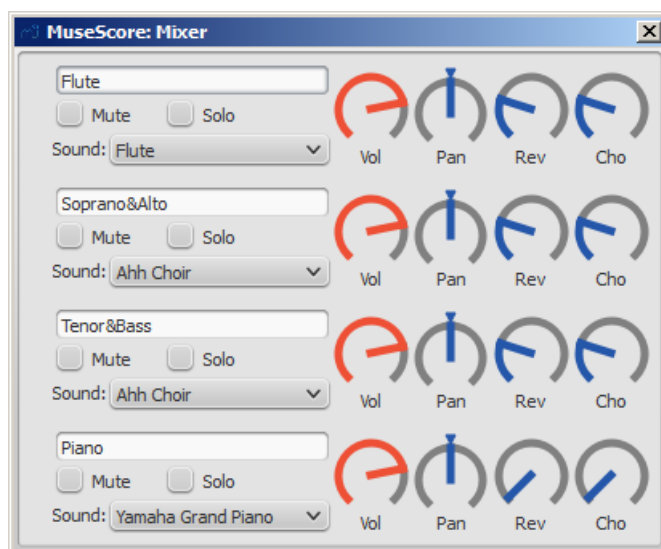 MuseScore: Mixer
Flute
Mute Solo
Sound: Flute
Vol Pan Rev Cho
Soprano&Alto
Mute Solo
Sound: Ahh Choir
Vol Pan Rev Cho
Tenor&Bass
Mute Solo
Sound: Ahh Choir
Vol Pan Rev Cho
Piano
Mute Solo
Sound: Yamaha Grand Piano
Vol Pan Rev Cho